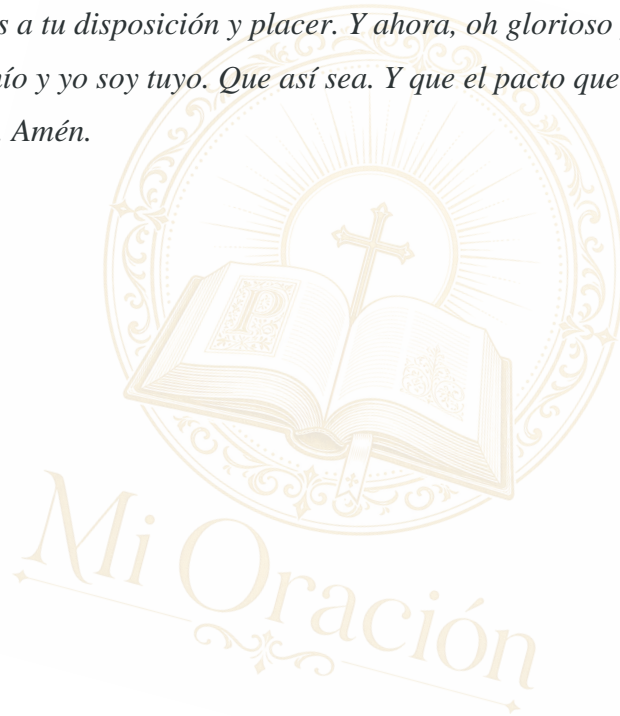 s a tu disposición y placer. Y ahora, oh glorioso
ío y yo soy tuyo. Que así sea. Y que el pacto que
Amén.
P
Mi Oración